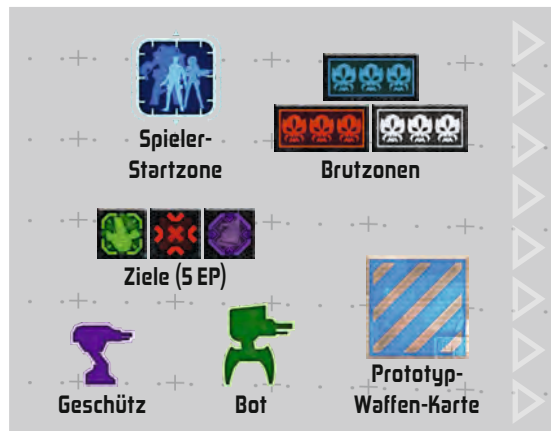 Spieler-
Startzone
Brutzonen
Ziele (5 EP)
Geschütz
Bot
Prototyp-
Waffen-Karte